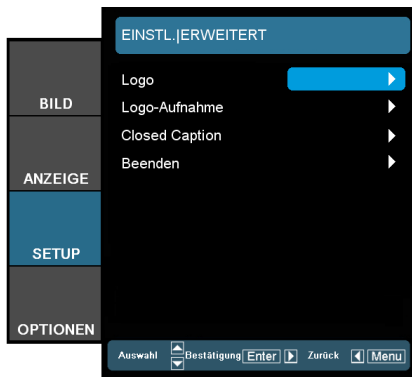 EINSTL.|ERWEITERT
Logo
Logo-Aufnahme
Closed Caption
Beenden
BILD
ANZEIGE
SETUP
OPTIONEN
Auswahl Bestätigung Enter Zurück Menu